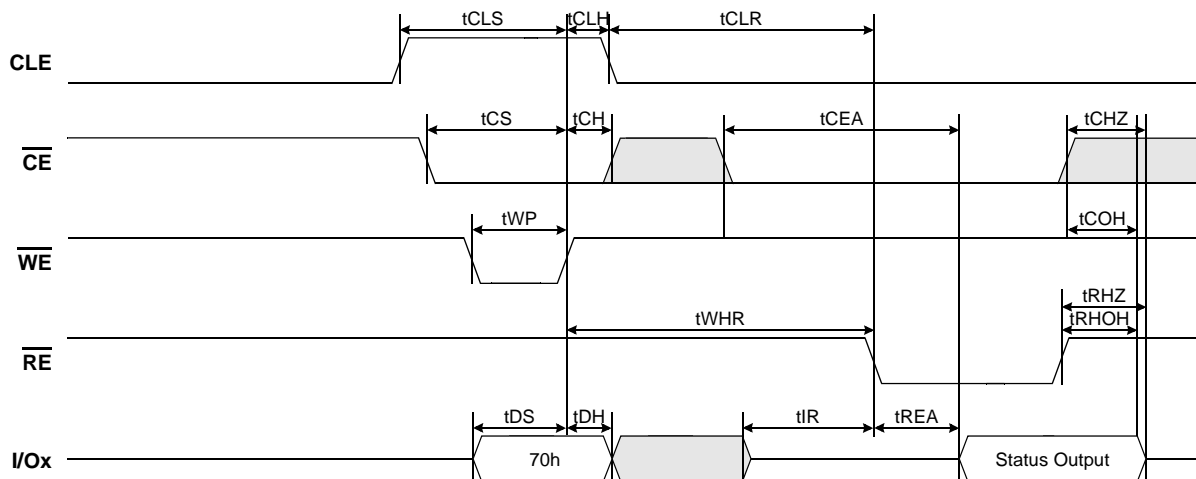 tCLS tCLH tCLR
CLE
tCS tCH tCEA tCHZ
CE
tWP tCOH
WE
tRHZ
tWHR tRHOH
RE
tDS tDH tIR tREA
I/Ox 70h Status Output